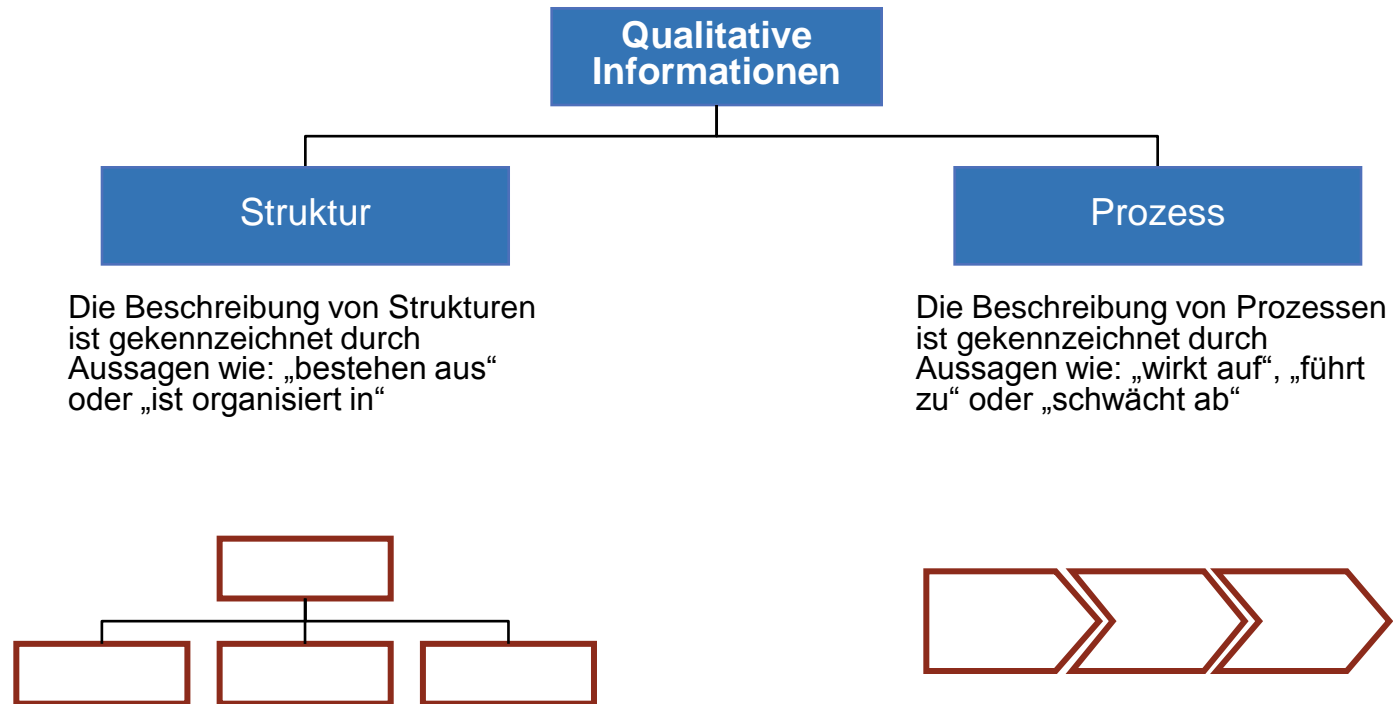 Qualitative
Informationen
Struktur
Die Beschreibung von Strukturen
ist gekennzeichnet durch
Aussagen wie: „bestehen aus“
oder „ist organisiert in“
Prozess
Die Beschreibung von Prozessen
ist gekennzeichnet durch
Aussagen wie: „wirkt auf“, „führt
zu“ oder „schwächt ab“